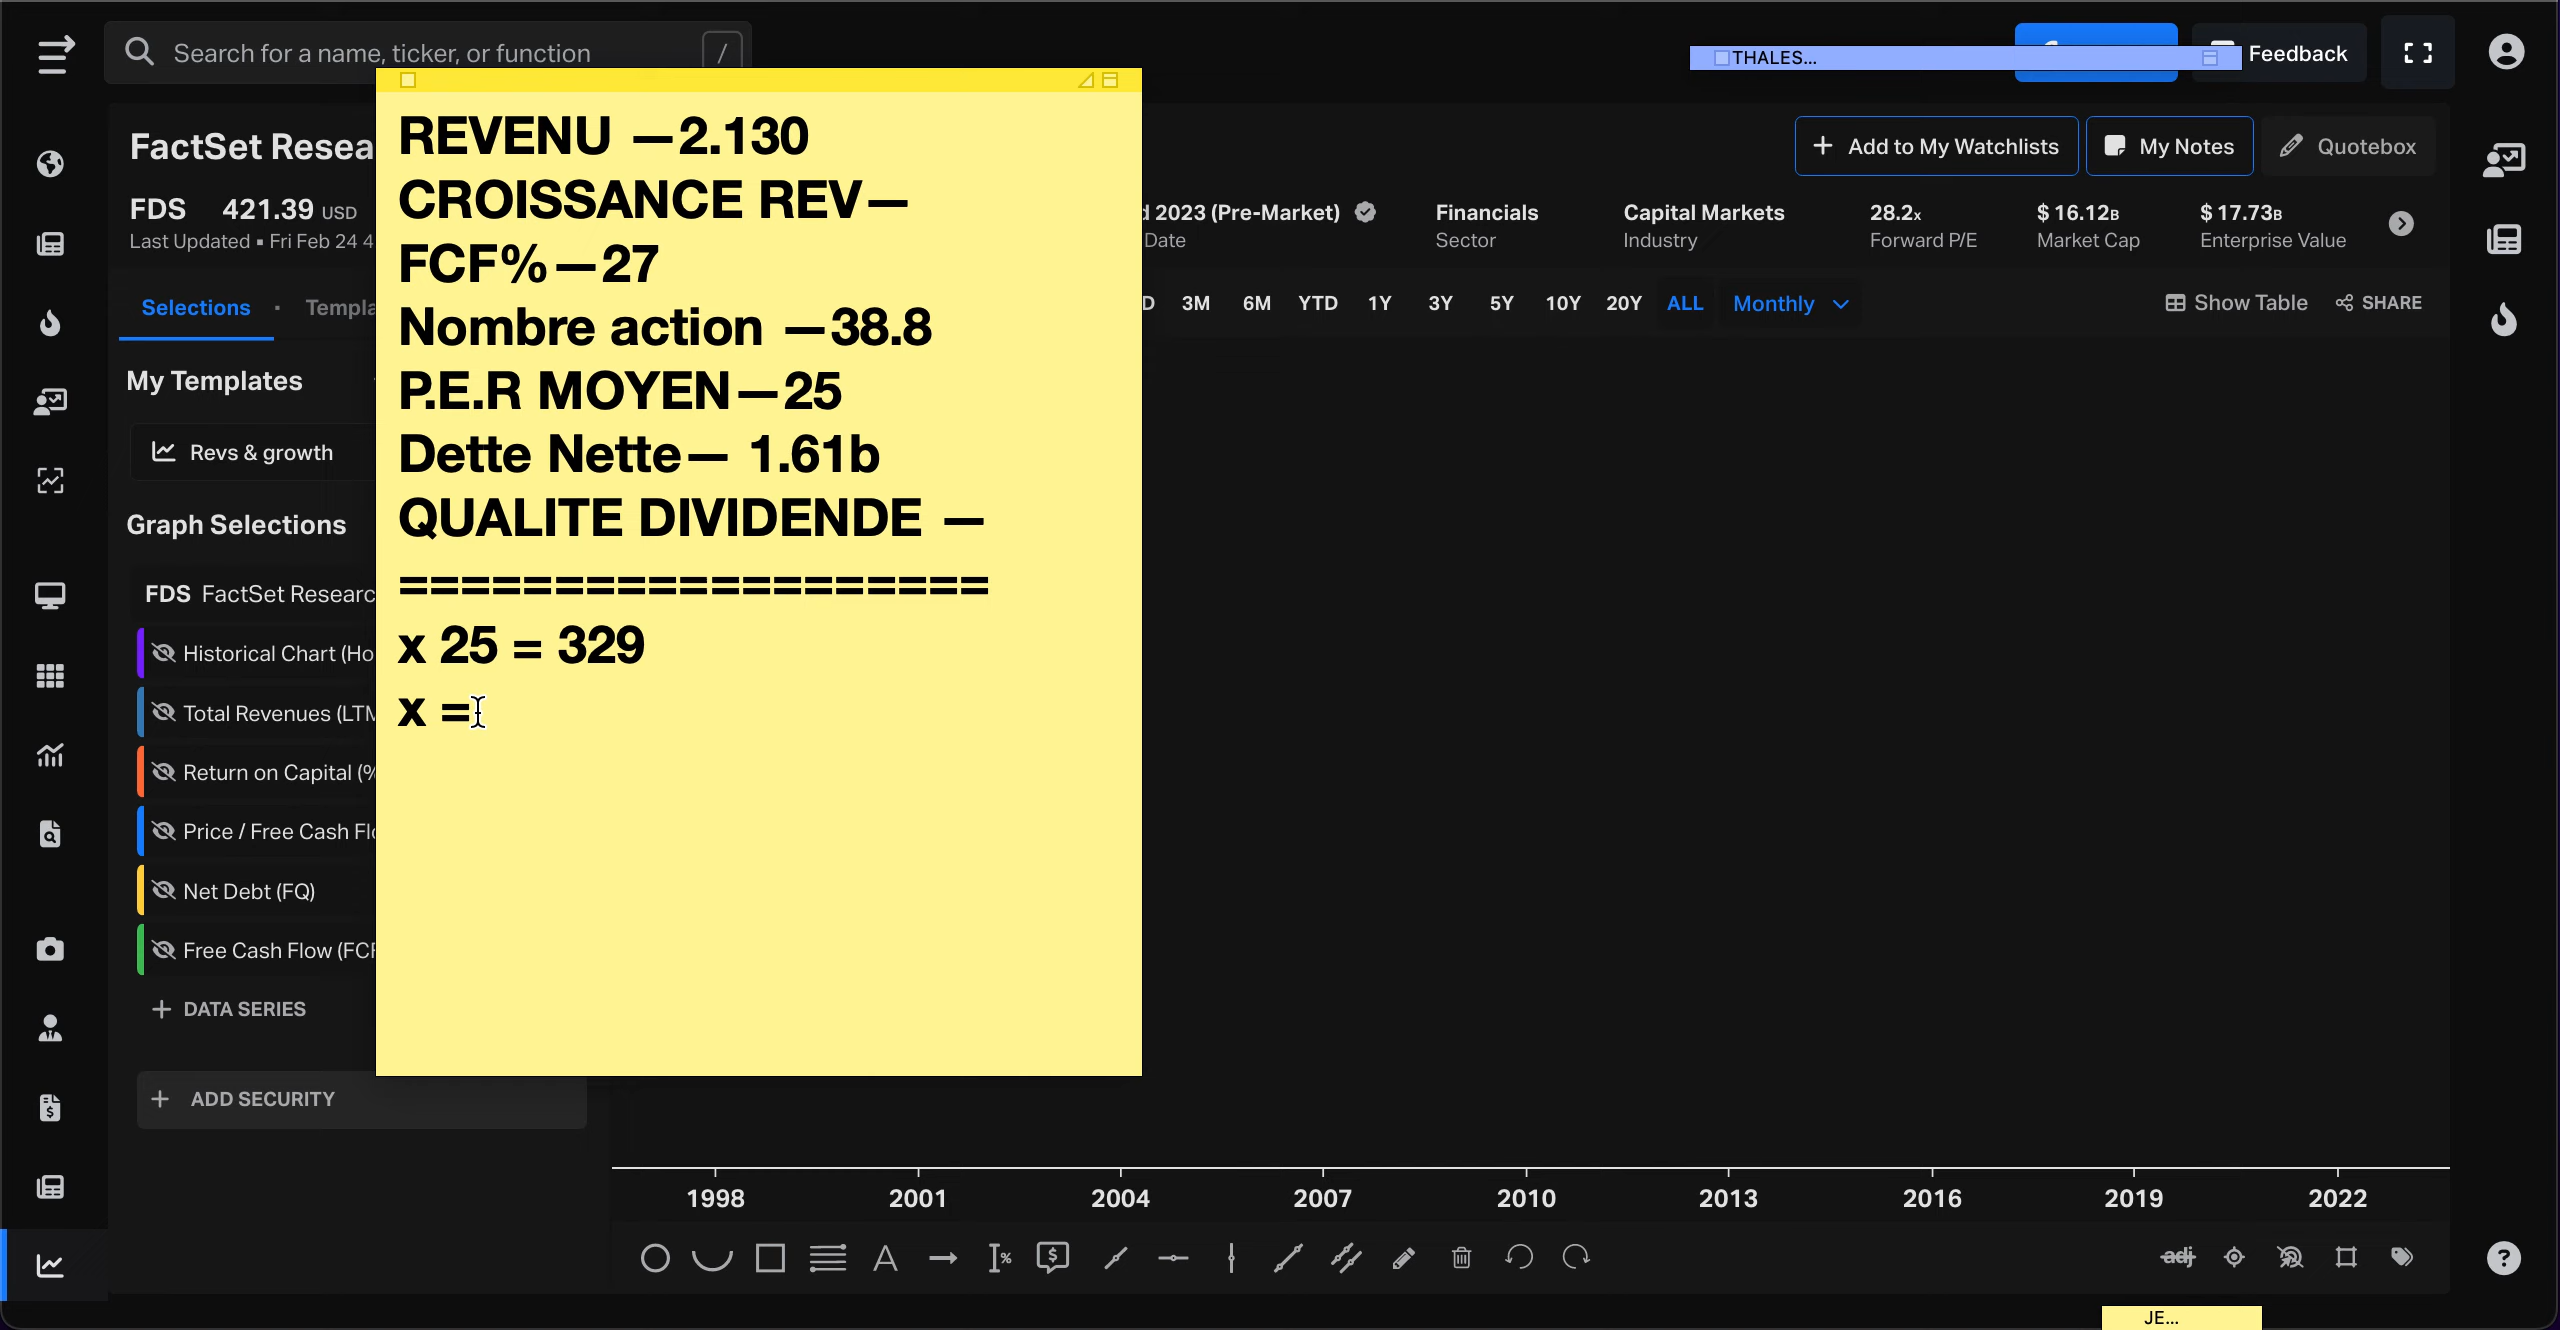 Search for a name, ticker, or function /
THALES...
Feedback
FactSet Resea
FDS 421.39 USD
Last Updated ▪ Fri Feb 24 4
REVENU —2.130
CROISSANCE REV—
FCF%—27
Nombre action —38.8
P.E.R MOYEN—25
Dette Nette— 1.61b
QUALITE DIVIDENDE —
===================
x 25 = 329
x =
+ Add to My Watchlists
My Notes
Quotebox
2023 (Pre-Market)
Date
Financials
Sector
Capital Markets
Industry
28.2x
Forward P/E
$ 16.12B
Market Cap
$ 17.73B
Enterprise Value
Selections · Templa
D 3M 6M YTD 1Y 3Y 5Y 10Y 20Y ALL Monthly
Show Table
SHARE
My Templates
Revs & growth
Graph Selections
FDS FactSet Researc
Historical Chart (Ho
Total Revenues (LTM
Return on Capital (%
Price / Free Cash Flo
Net Debt (FQ)
Free Cash Flow (FCF
+ DATA SERIES
+ ADD SECURITY
1998 2001 2004 2007 2010 2013 2016 2019 2022
A
%
$
adj
?
JE...